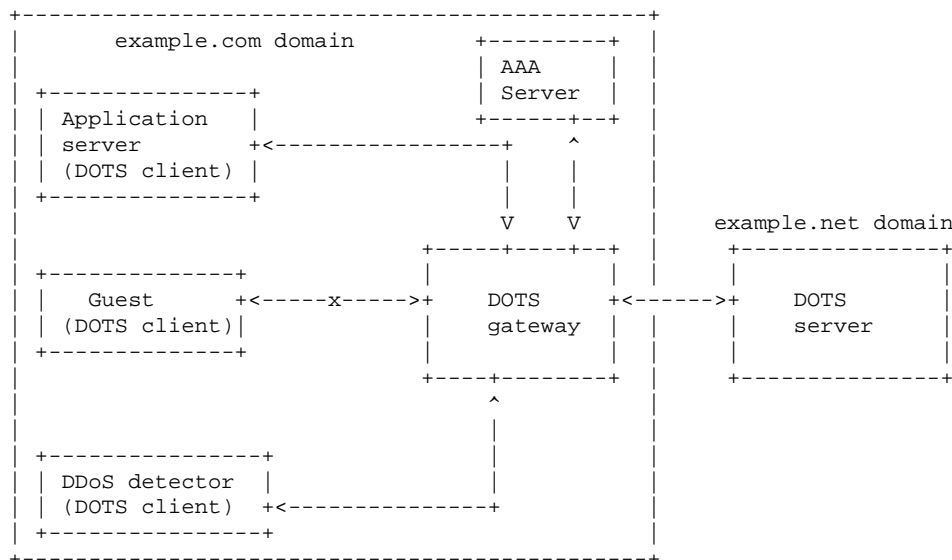 example.com domain
AAA
Server
Application
server
(DOTS client)
example.net domain
Guest
(DOTS client)
x
DOTS
gateway
DOTS
server
DDoS detector
(DOTS client)